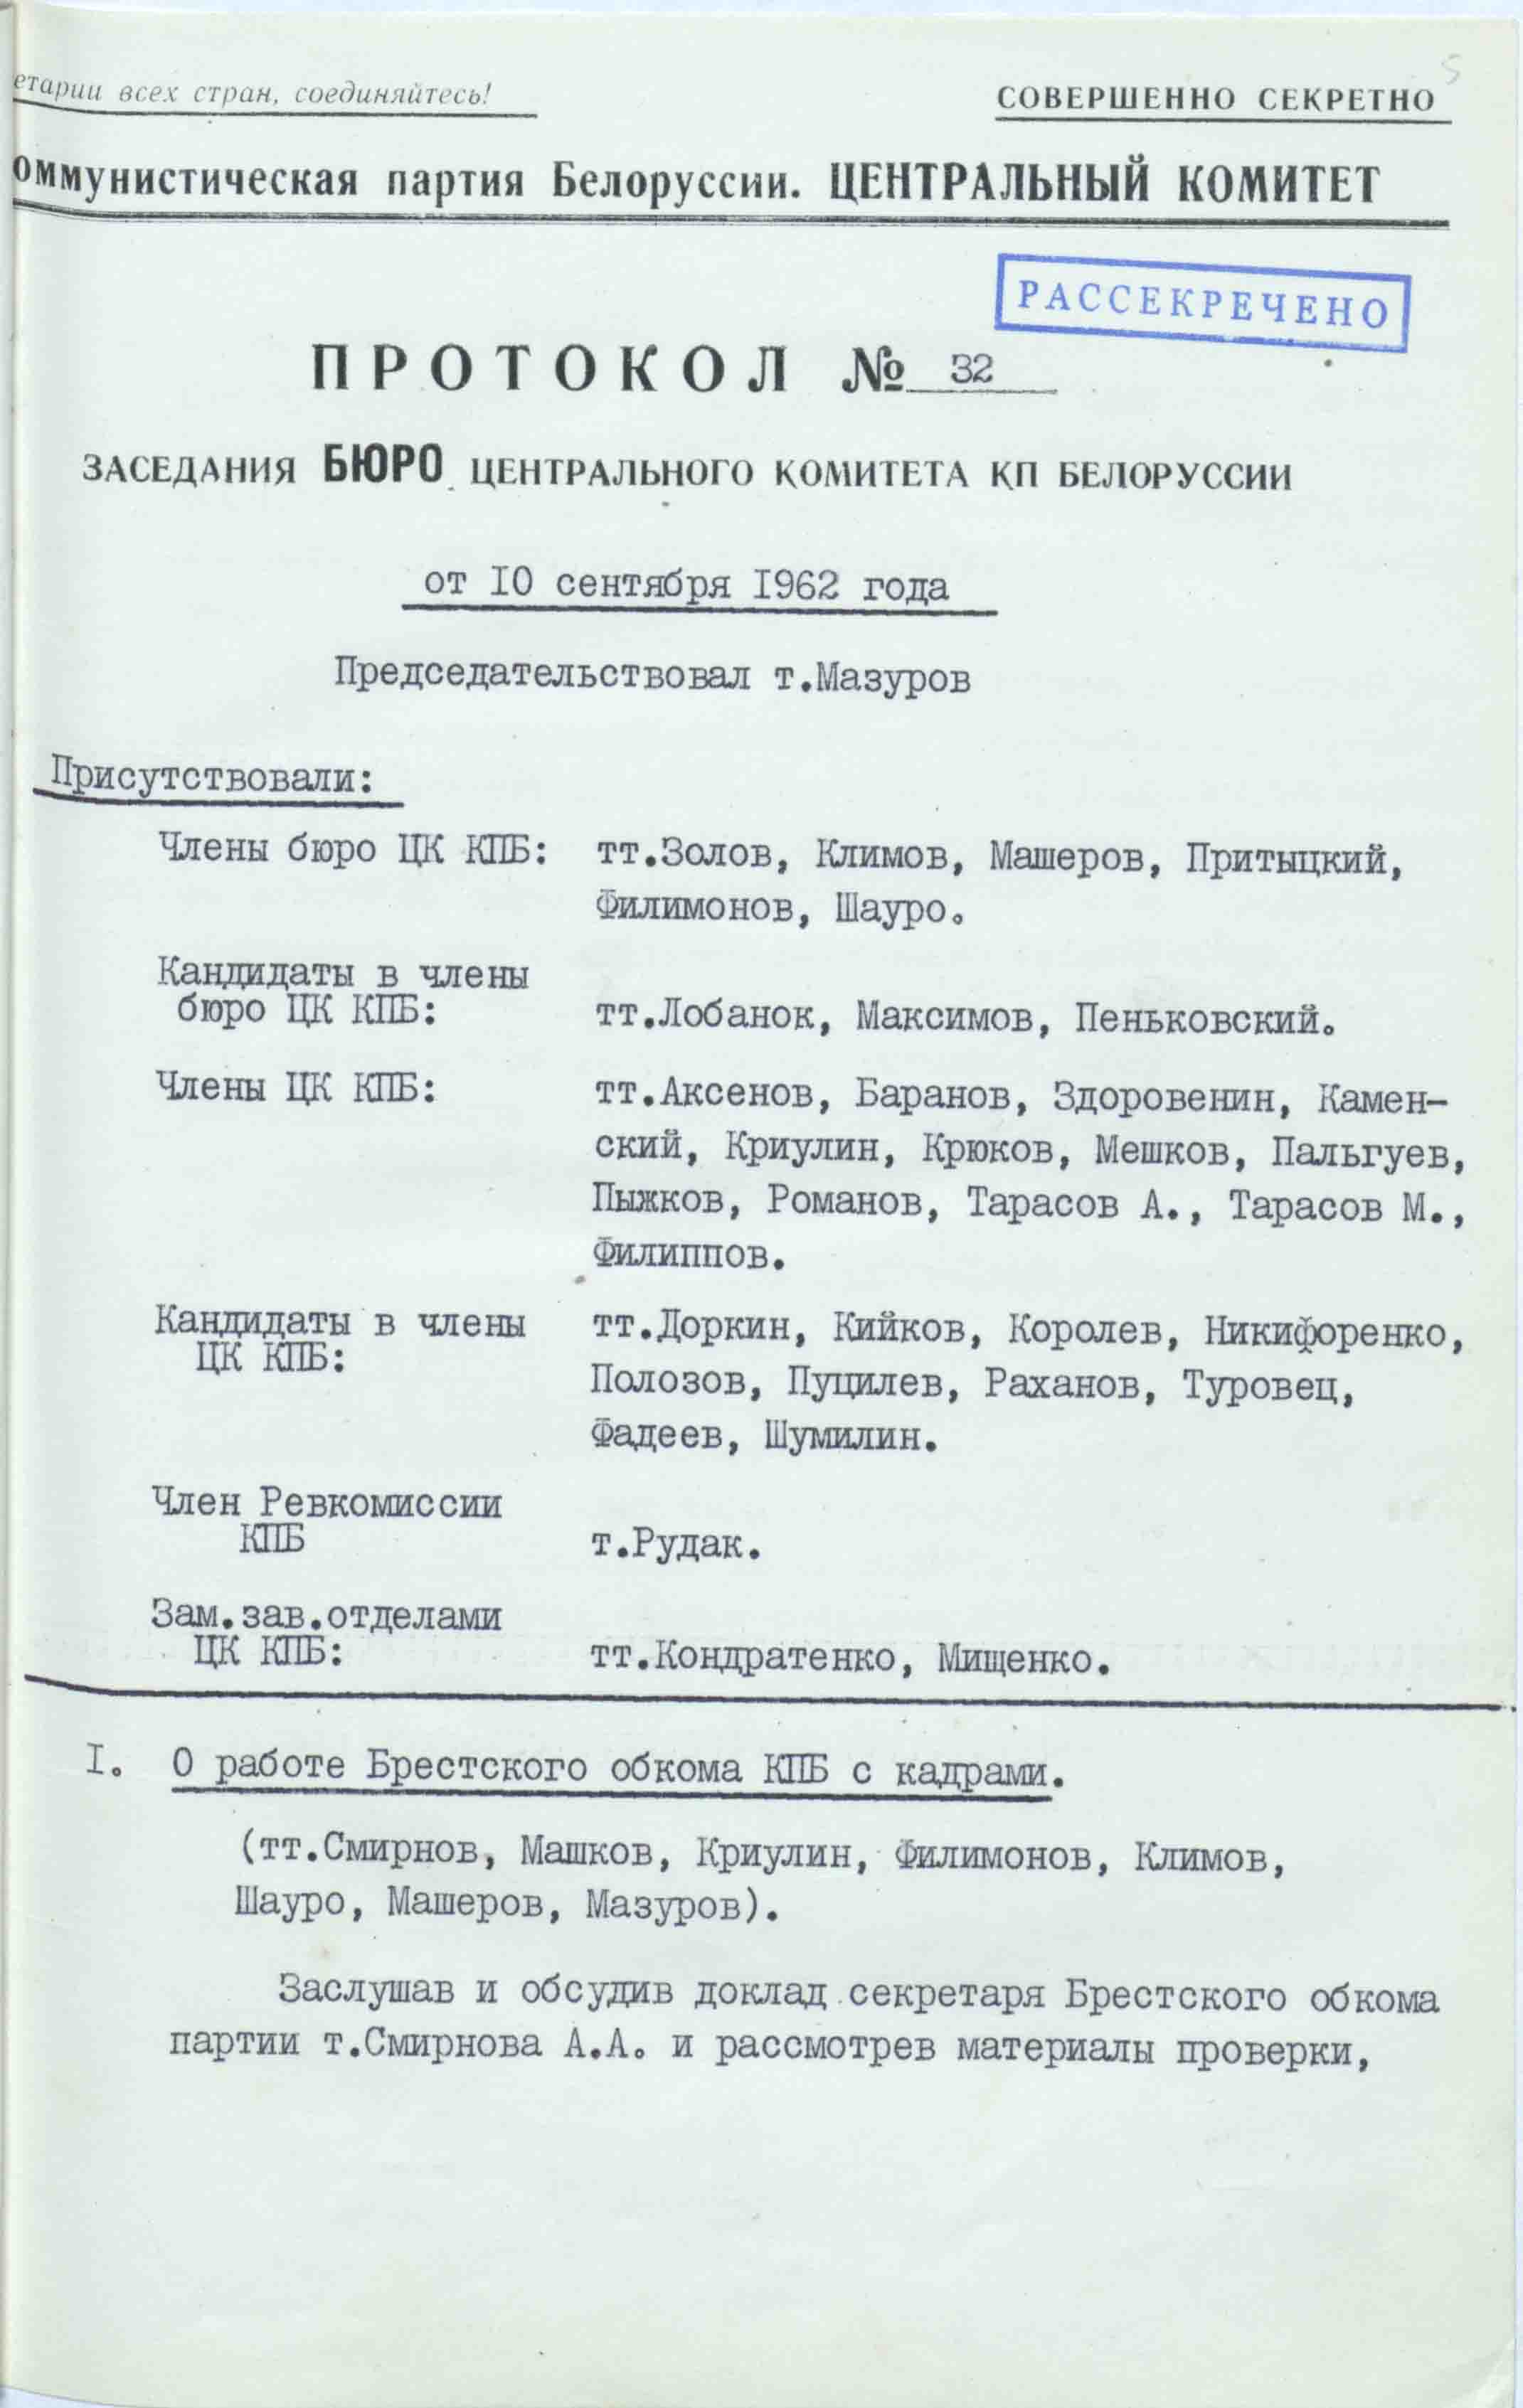 етарии всех стран, соединяйтесь!
СОВЕРШЕННО СЕКРЕТНО
5
оммунистическая партия Белоруссии. ЦЕНТРАЛЬНЫЙ КОМИТЕТ
РАССЕКРЕЧЕНО
ПРОТОКОЛ № 32
ЗАСЕДАНИЯ БЮРО ЦЕНТРАЛЬНОГО КОМИТЕТА КП БЕЛОРУССИИ
от IO сентября I962 года
Председательствовал т.Мазуров
Присутствовали:
Члены бюро ЦК КПБ: тт.Золов, Климов, Машеров, Притыцкий,
Филимонов, Шауро.
Кандидаты в члены
бюро ЦК КПБ: тт.Лобанок, Максимов, Пеньковский.
Члены ЦК КПБ: тт.Аксенов, Баранов, Здоровенин, Камен-
ский, Криулин, Крюков, Мешков, Пальгуев,
Пыжков, Романов, Тарасов А., Тарасов М.,
Филиппов.
Кандидаты в члены тт.Доркин, Кийков, Королев, Никифоренко,
ЦК КПБ:
Полозов, Пуцилев, Раханов, Туровец,
Фадеев, Шумилин.
Член Ревкомиссии
КПБ т.Рудак.
Зам.зав.отделами
ЦК КПБ: тт.Кондратенко, Мищенко.
I. О работе Брестского обкома КПБ с кадрами.
(тт.Смирнов, Машков, Криулин, Филимонов, Климов,
Шауро, Машеров, Мазуров).
Заслушав и обсудив доклад секретаря Брестского обкома
партии т.Смирнова А.А. и рассмотрев материалы проверки,